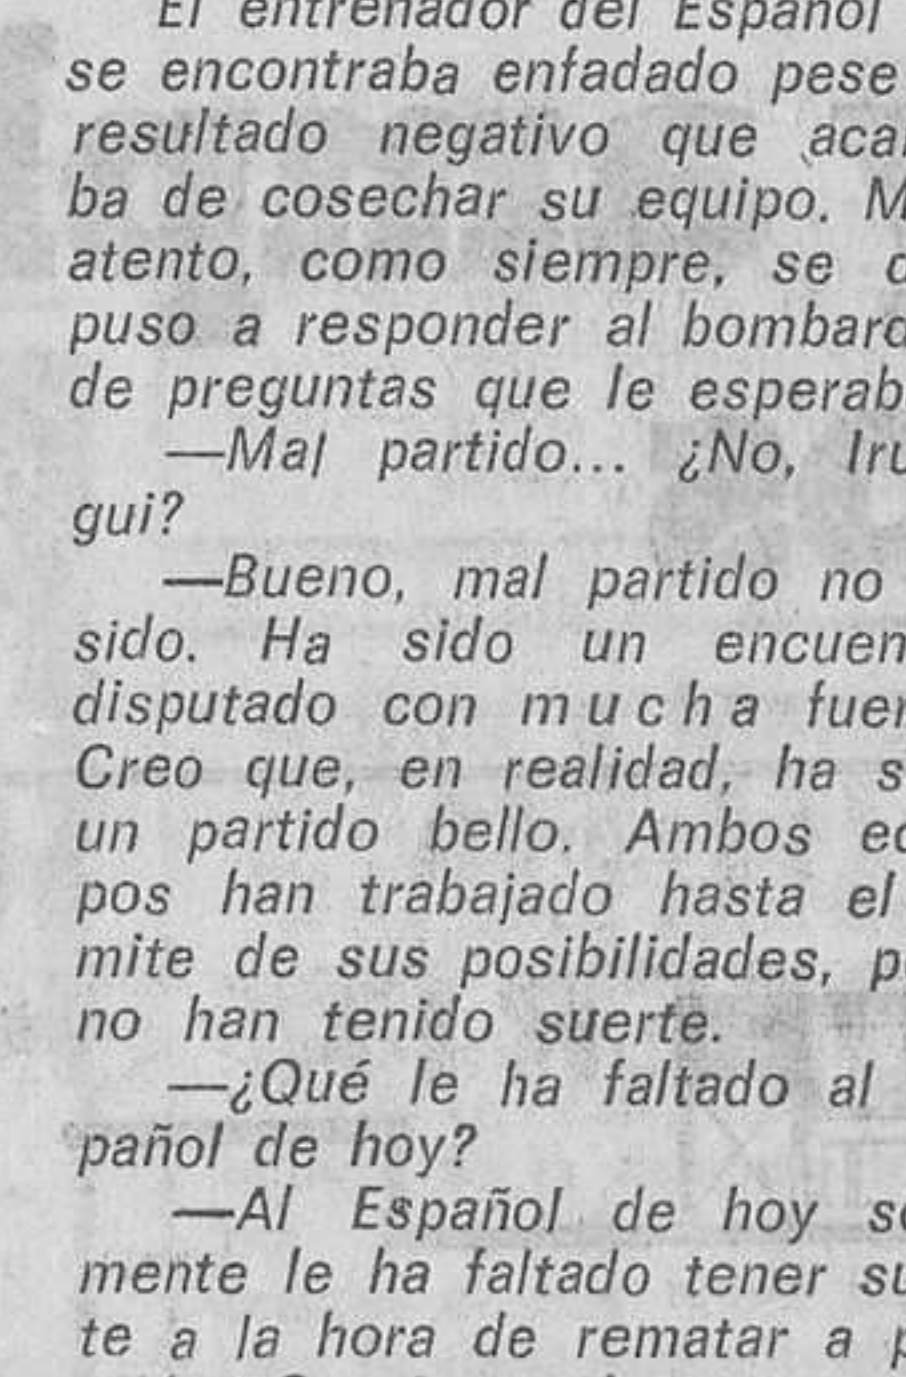 El entrenador del Español
se encontraba enfadado pese
resultado negativo que aca
ba de cosechar su equipo. M
atento, como siempre, se
puso a responder al bombard
de preguntas que le esperab
—Mal partido... ¿No, Iru
gui?
—Bueno, mal partido no
sido. Ha sido un encuen
disputado con mucha fuer
Creo que, en realidad, ha s
un partido bello. Ambos
pos han trabajado hasta el
mite de sus posibilidades, p
no han tenido suerte.
—¿Qué le ha faltado al
pañol de hoy?
—Al Español de hoy so
mente le ha faltado tener su
te a la hora de rematar a p